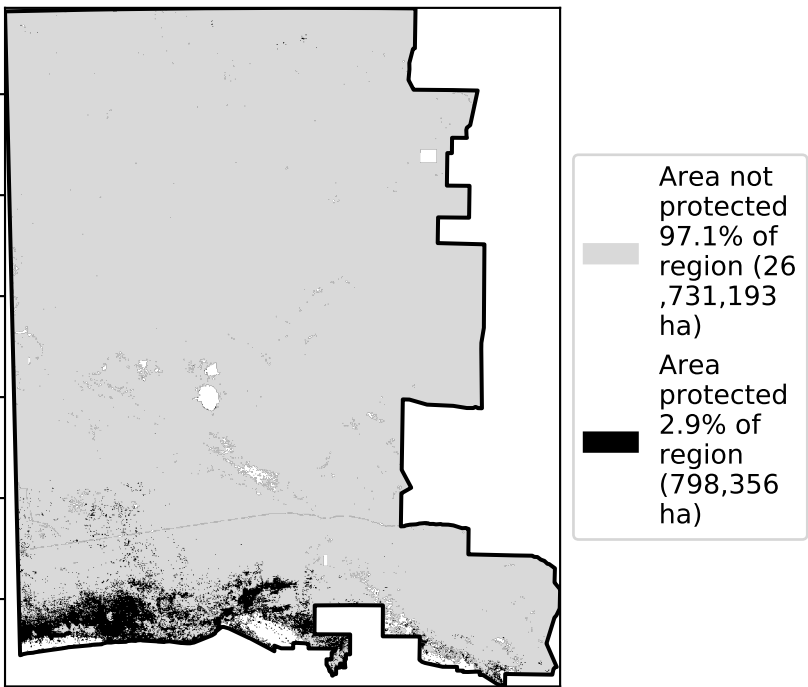 Area not
protected
97.1% of
region (26
,731,193
ha)
Area
protected
2.9% of
region
(798,356
ha)